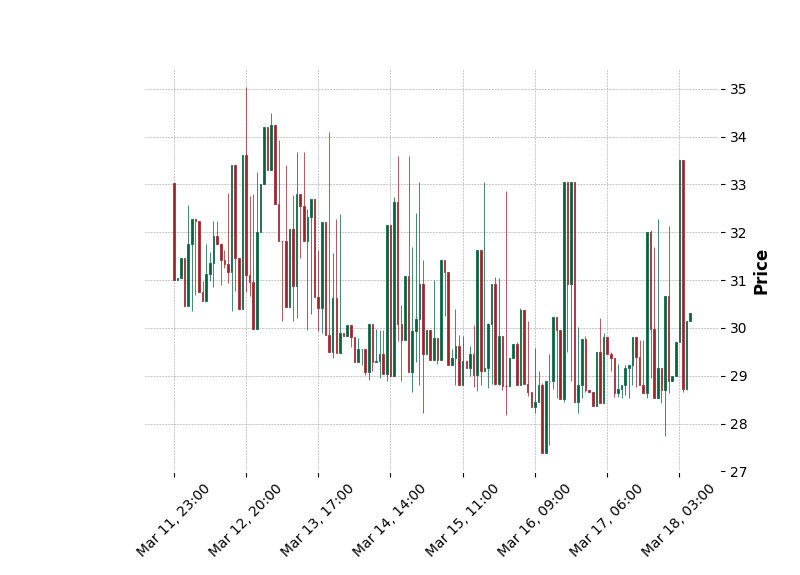 35
34
33
32
31
30
29
28
27
Price
Mar 11, 23:00
Mar 12, 20:00
Mar 13, 17:00
Mar 14, 14:00
Mar 15, 11:00
Mar 16, 09:00
Mar 17, 06:00
Mar 18, 03:00